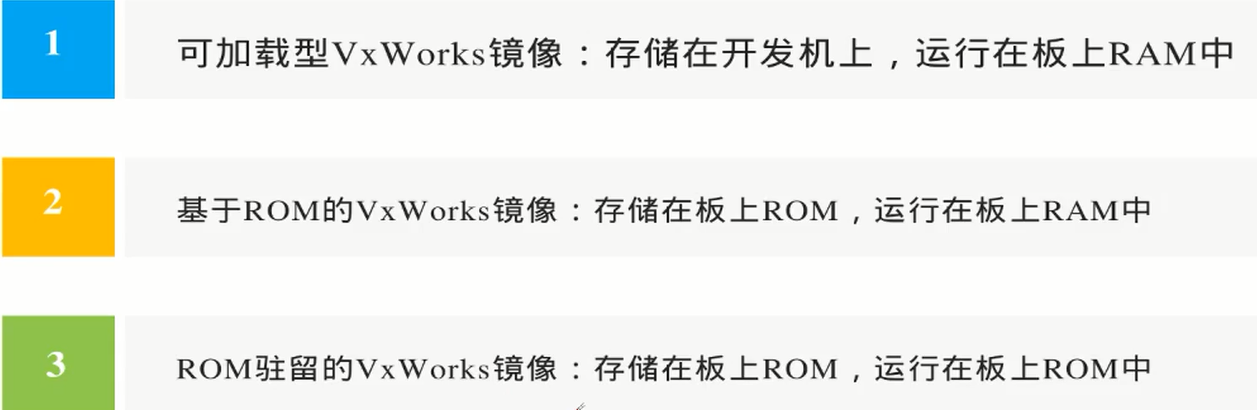 1
可加载型VxWorks镜像：存储在开发机上，运行在板上RAM中
2
基于ROM的VxWorks镜像：存储在板上ROM，运行在板上RAM中
3
ROM驻留的VxWorks镜像：存储在板上ROM，运行在板上ROM中